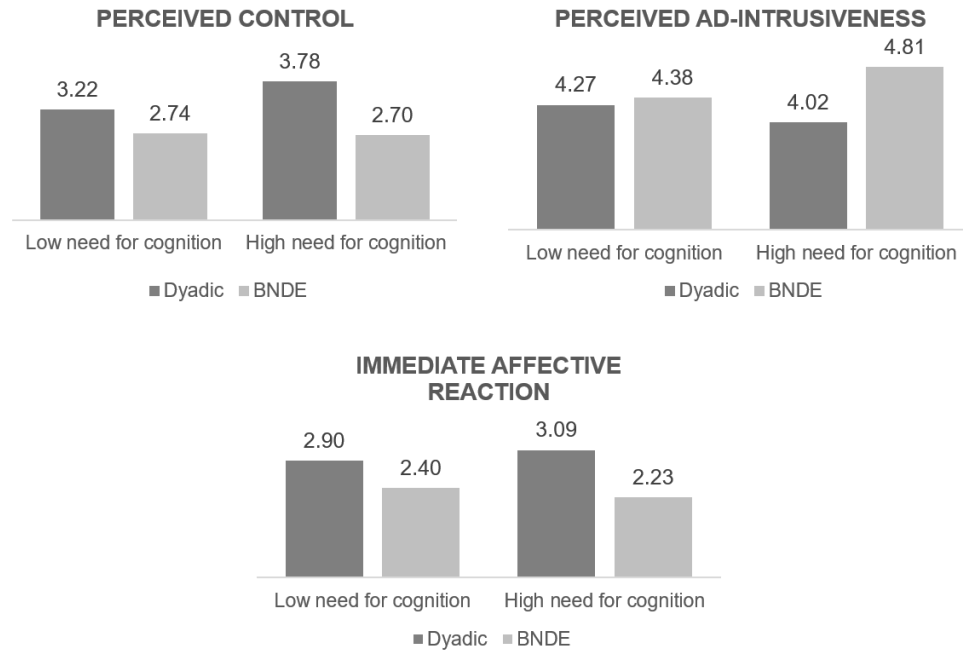 PERCEIVED CONTROL
3.22
2.74
3.78
2.70
Low need for cognition
High need for cognition
Dyadic
BNDE
PERCEIVED AD-INTRUSIVENESS
4.27
4.38
4.02
4.81
Low need for cognition
High need for cognition
Dyadic
BNDE
IMMEDIATE AFFECTIVE
REACTION
2.90
2.40
3.09
2.23
Low need for cognition
High need for cognition
Dyadic
BNDE